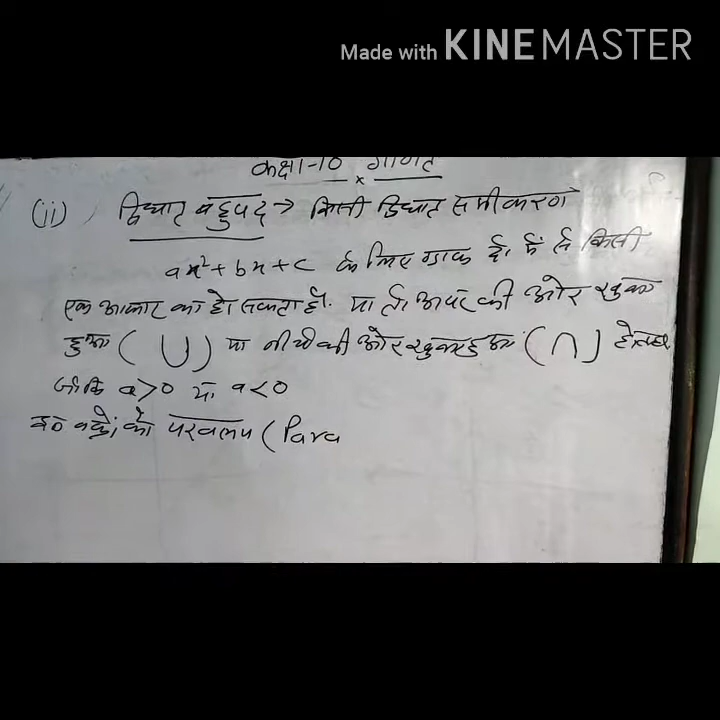 Made with KINEMASTER
कक्षा-10 गणित
(ii) द्विघात बहुपद → किसी द्विघात समीकरण
ax²+bx+c के लिए ग्राफ दो में से किसी
एक आकार का हो सकता है। या तो ऊपर की ओर खुला
हुआ ( ∪ ) या नीचे की ओर खुला हुआ ( ∩ )
जोकि a>0 या a<0
वक्रों को परवलय ( Para